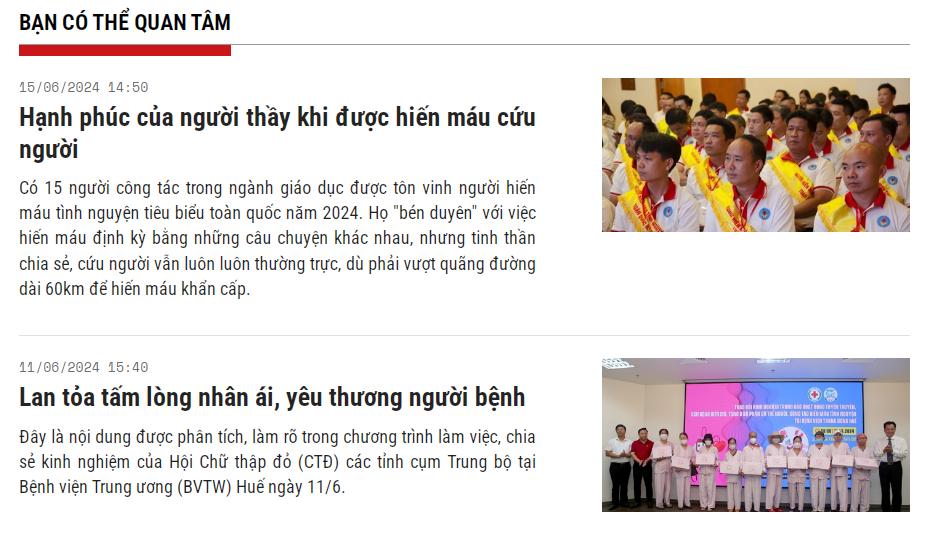 BẠN CÓ THỂ QUAN TÂM
15/06/2024 14:50
Hạnh phúc của người thầy khi được hiến máu cứu
người
Có 15 người công tác trong ngành giáo dục được tôn vinh người hiến
máu tình nguyện tiêu biểu toàn quốc năm 2024. Họ "bén duyên" với việc
hiến máu định kỳ bằng những câu chuyện khác nhau, nhưng tinh thần
chia sẻ, cứu người vẫn luôn luôn thường trực, dù phải vượt quãng đường
dài 60km để hiến máu khẩn cấp.
11/06/2024 15:40
Lan tỏa tấm lòng nhân ái, yêu thương người bệnh
Đây là nội dung được phân tích, làm rõ trong chương trình làm việc, chia
sẻ kinh nghiệm của Hội Chữ thập đỏ (CTĐ) các tỉnh cụm Trung bộ tại
Bệnh viện Trung ương (BVTW) Huế ngày 11/6.